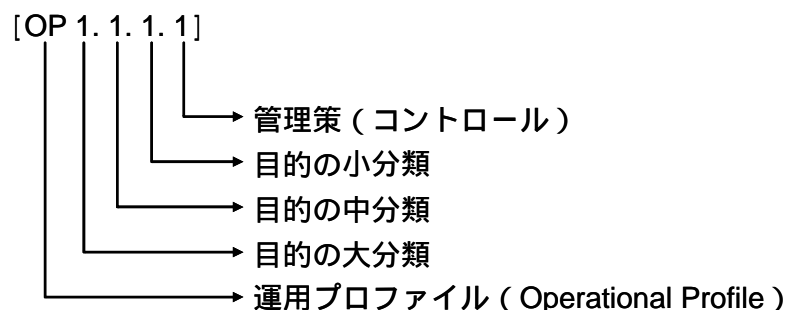 [OP 1. 1. 1. 1]
管理策（コントロール）
目的の小分類
目的の中分類
目的の大分類
運用プロファイル（Operational Profile）